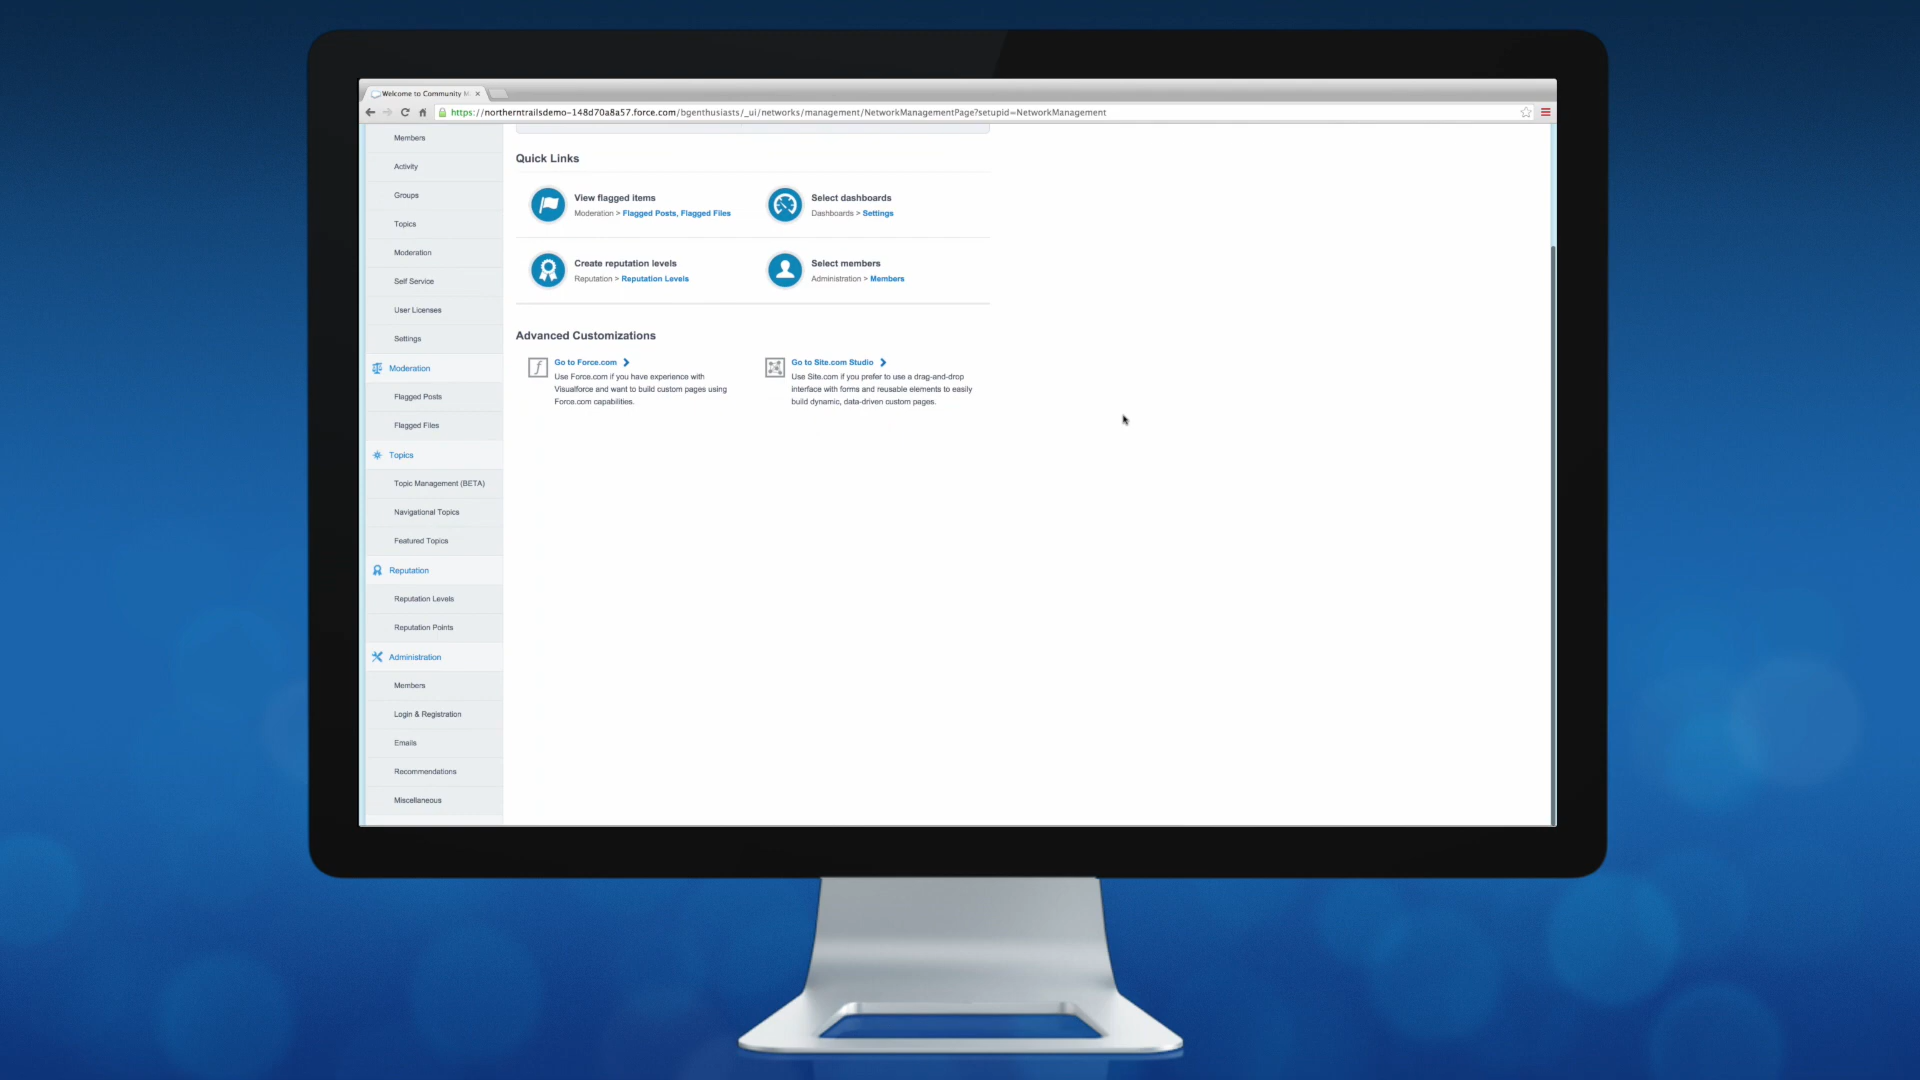 Welcome to Community M
https://northerntrailsdemo-148d70a8a57.force.com/bgenthusiasts/_ui/networks/management/NetworkManagementPage?setupid=NetworkManagement
Members
Activity
Groups
Topics
Moderation
Self Service
User Licenses
Settings
Moderation
Flagged Posts
Flagged Files
Topics
Topic Management (BETA)
Navigational Topics
Featured Topics
Reputation
Reputation Levels
Reputation Points
Administration
Members
Login & Registration
Emails
Recommendations
Miscellaneous
Quick Links
View flagged items
Moderation > Flagged Posts, Flagged Files
Select dashboards
Dashboards > Settings
Create reputation levels
Reputation > Reputation Levels
Select members
Administration > Members
Advanced Customizations
Go to Force.com
Use Force.com if you have experience with
Visualforce and want to build custom pages using
Force.com capabilities.
Go to Site.com Studio
Use Site.com if you prefer to use a drag-and-drop
interface with forms and reusable elements to easily
build dynamic, data-driven custom pages.